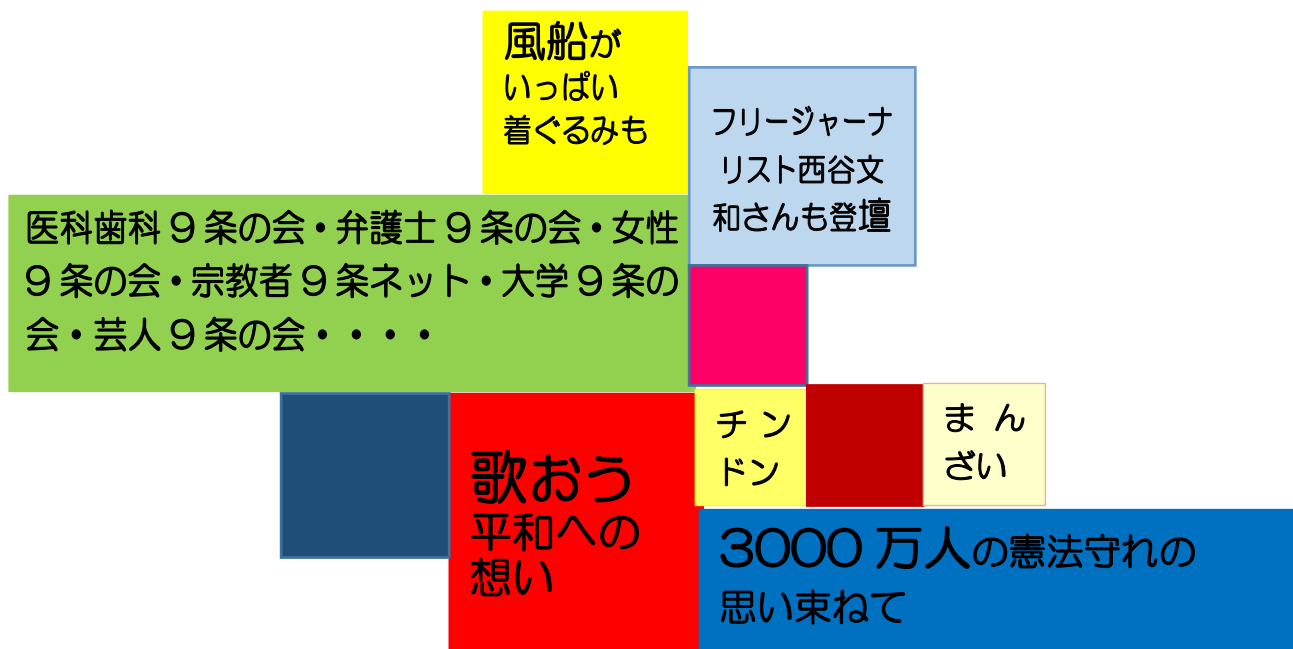 風船が
いっぱい
着ぐるみも
フリージャーナ
リスト西谷文
和さんも登壇
医科歯科9条の会・弁護士9条の会・女性
9条の会・宗教者9条ネット・大学9条の
会・芸人9条の会・・・・
チン
ドン
まん
ざい
歌おう
平和への
想い
3000万人の憲法守れの
思い束ねて